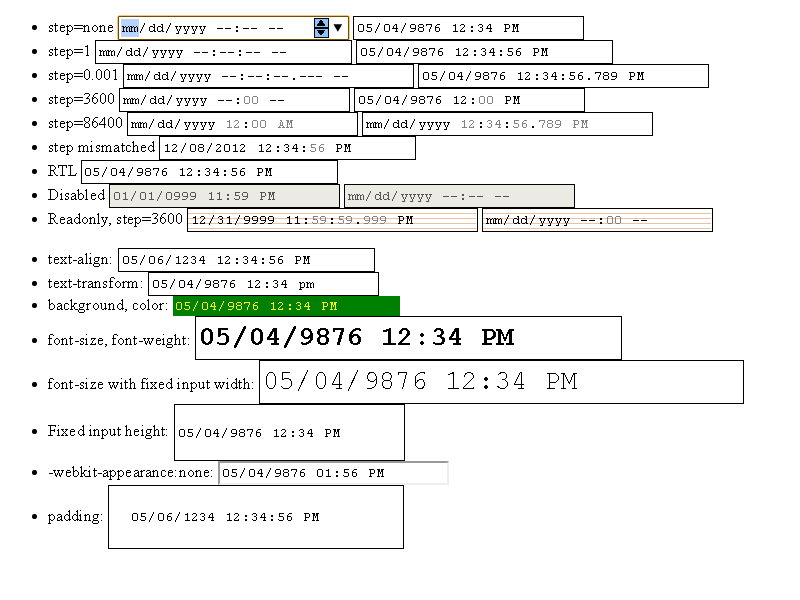 step=none mm/dd/yyyy --:-- -- 05/04/9876 12:34 PM
step=1 mm/dd/yyyy --:--:-- -- 05/04/9876 12:34:56 PM
step=0.001 mm/dd/yyyy --:--:--.--- -- 05/04/9876 12:34:56.789 PM
step=3600 mm/dd/yyyy --:00 -- 05/04/9876 12:00 PM
step=86400 mm/dd/yyyy 12:00 AM mm/dd/yyyy 12:34:56.789 PM
step mismatched 12/08/2012 12:34:56 PM
RTL 05/04/9876 12:34:56 PM
Disabled 01/01/0999 11:59 PM mm/dd/yyyy --:-- --
Readonly, step=3600 12/31/9999 11:59:59.999 PM mm/dd/yyyy --:00 --
text-align: 05/06/1234 12:34:56 PM
text-transform: 05/04/9876 12:34 pm
background, color: 05/04/9876 12:34 PM
font-size, font-weight: 05/04/9876 12:34 PM
font-size with fixed input width: 05/04/9876 12:34 PM
Fixed input height: 05/04/9876 12:34 PM
-webkit-appearance:none: 05/04/9876 01:56 PM
padding: 05/06/1234 12:34:56 PM